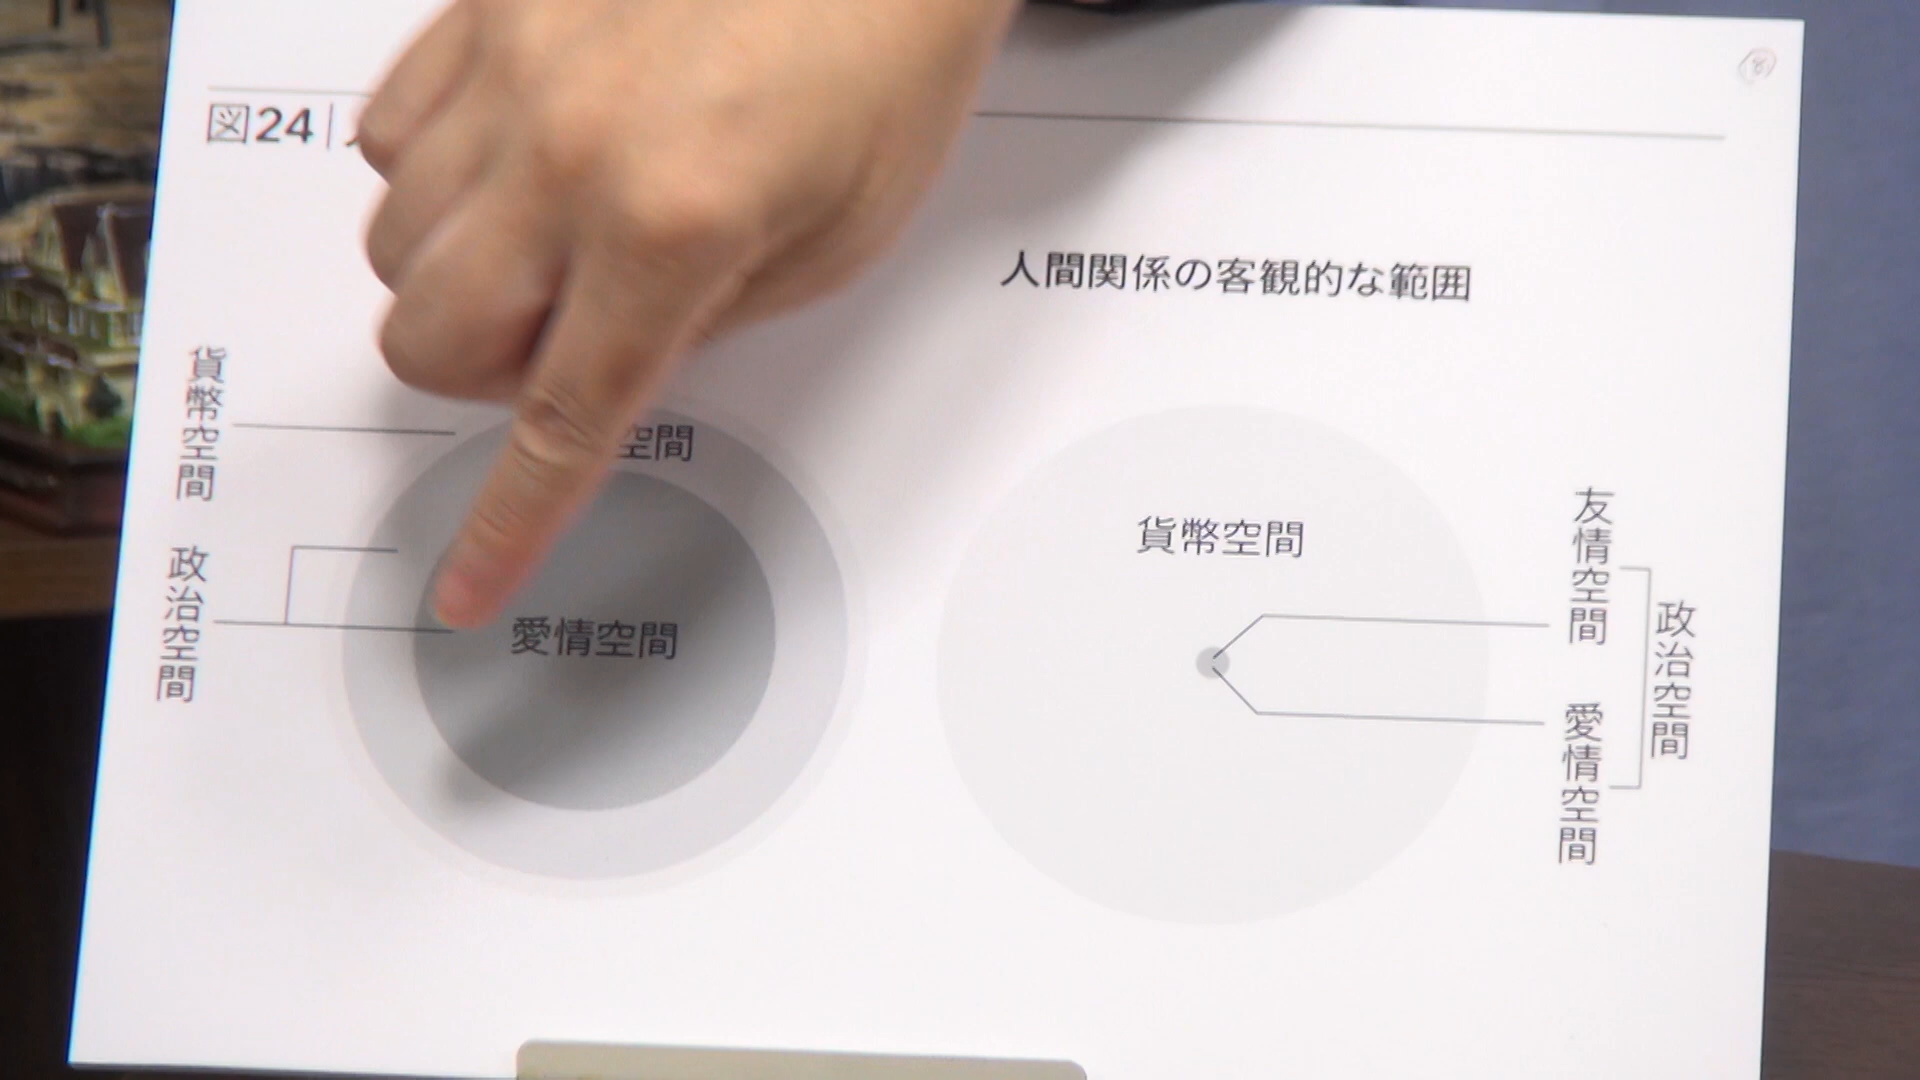 図24
人間関係の客観的な範囲
貨幣空間
政治空間
空間
愛情空間
貨幣空間
友情空間
愛情空間
政治空間